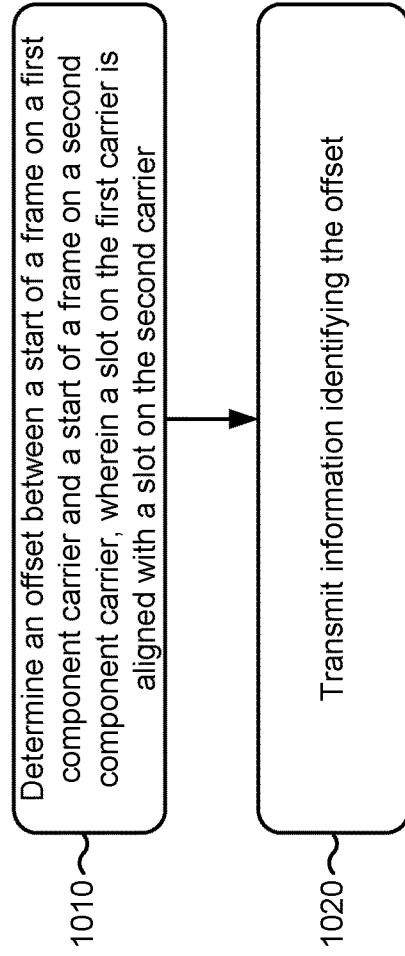 1010
Determine an offset between a start of a frame on a first
component carrier and a start of a frame on a second
component carrier, wherein a slot on the first carrier is
aligned with a slot on the second carrier
1020
Transmit information identifying the offset